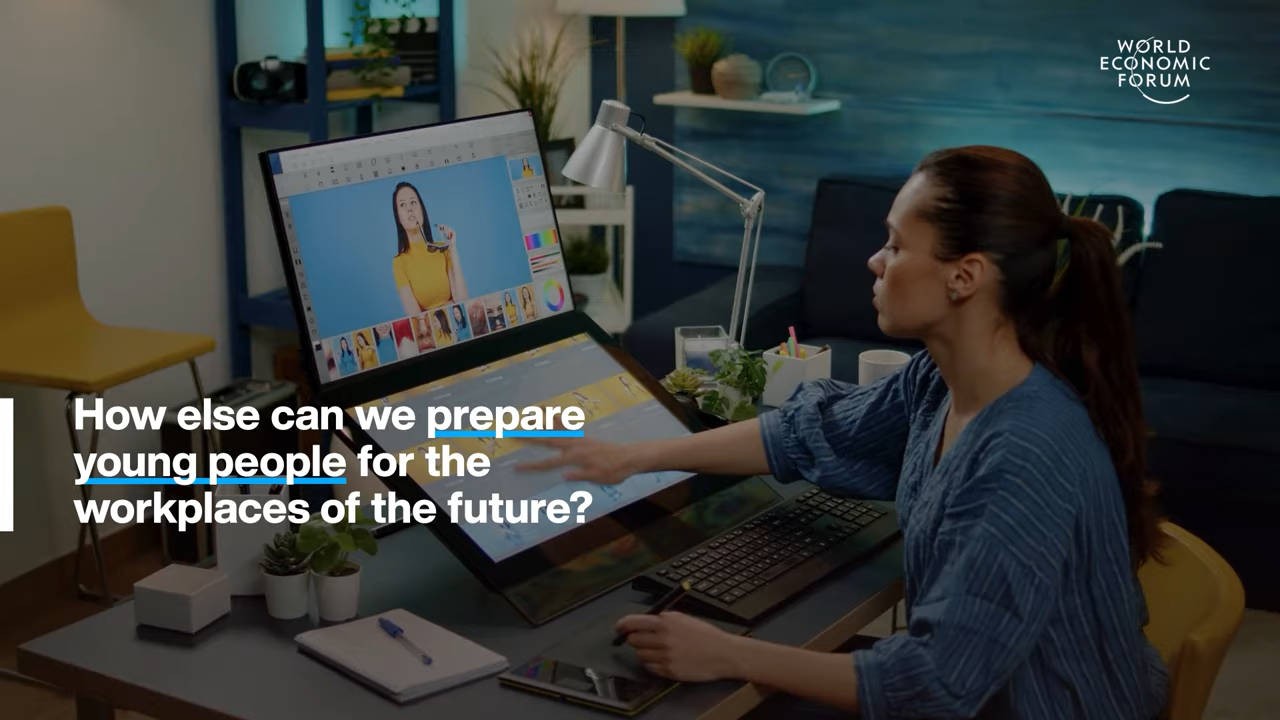 WORLD
ECONOMIC
FORUM
How else can we prepare
young people for the
workplaces of the future?